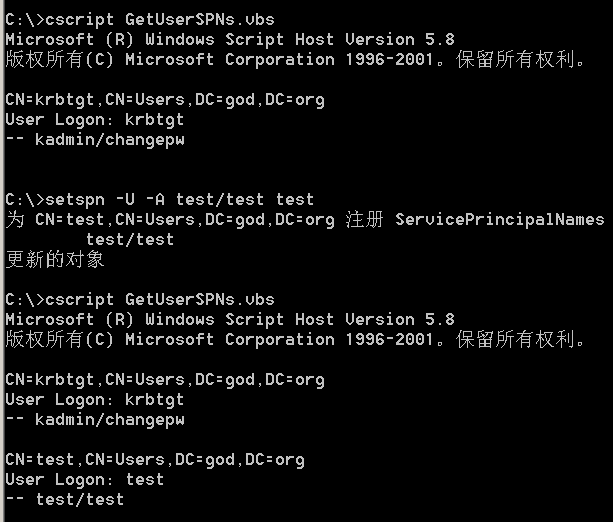 C:\>cscript GetUserSPNs.vbs
Microsoft (R) Windows Script Host Version 5.8
版权所有(C) Microsoft Corporation 1996-2001。保留所有权利。
CN=krbtgt,CN=Users,DC=god,DC=org
User Logon: krbtgt
-- kadmin/changepw
C:\>setspn -U -A test/test test
为 CN=test,CN=Users,DC=god,DC=org 注册 ServicePrincipalNames
test/test
更新的对象
C:\>cscript GetUserSPNs.vbs
Microsoft (R) Windows Script Host Version 5.8
版权所有(C) Microsoft Corporation 1996-2001。保留所有权利。
CN=krbtgt,CN=Users,DC=god,DC=org
User Logon: krbtgt
-- kadmin/changepw
CN=test,CN=Users,DC=god,DC=org
User Logon: test
-- test/test